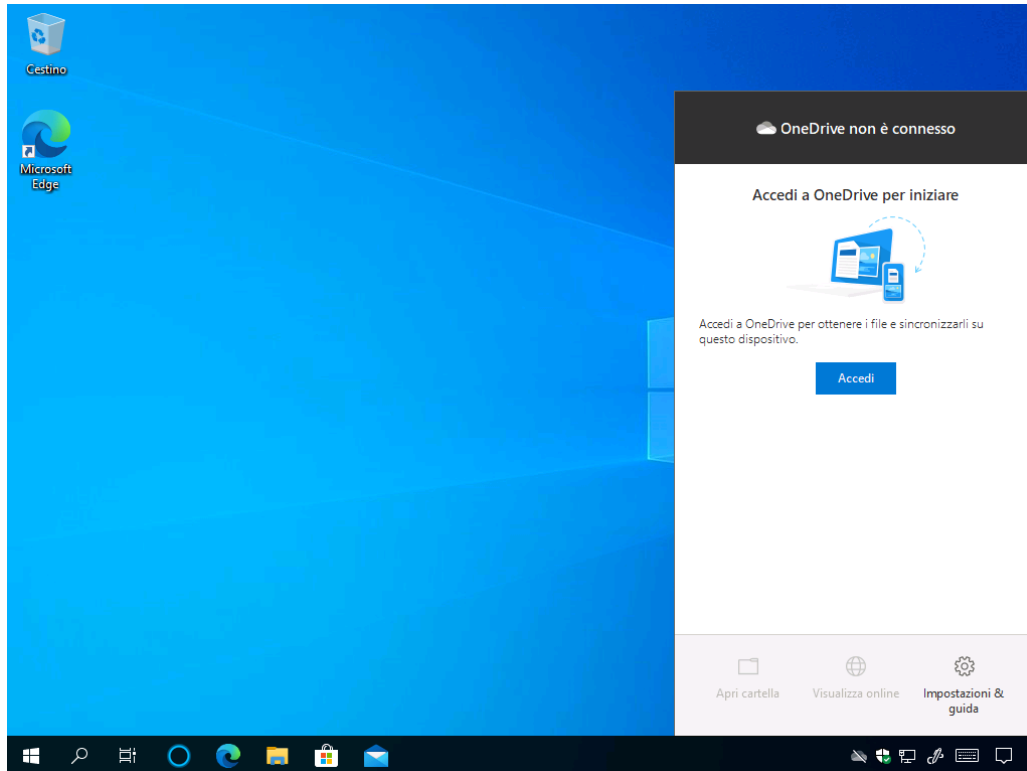 Cestino
Microsoft
Edge
OneDrive non è connesso
Accedi a OneDrive per iniziare
Accedi a OneDrive per ottenere i file e sincronizzarli su
questo dispositivo.
Accedi
Apri cartella
Visualizza online
Impostazioni &
guida